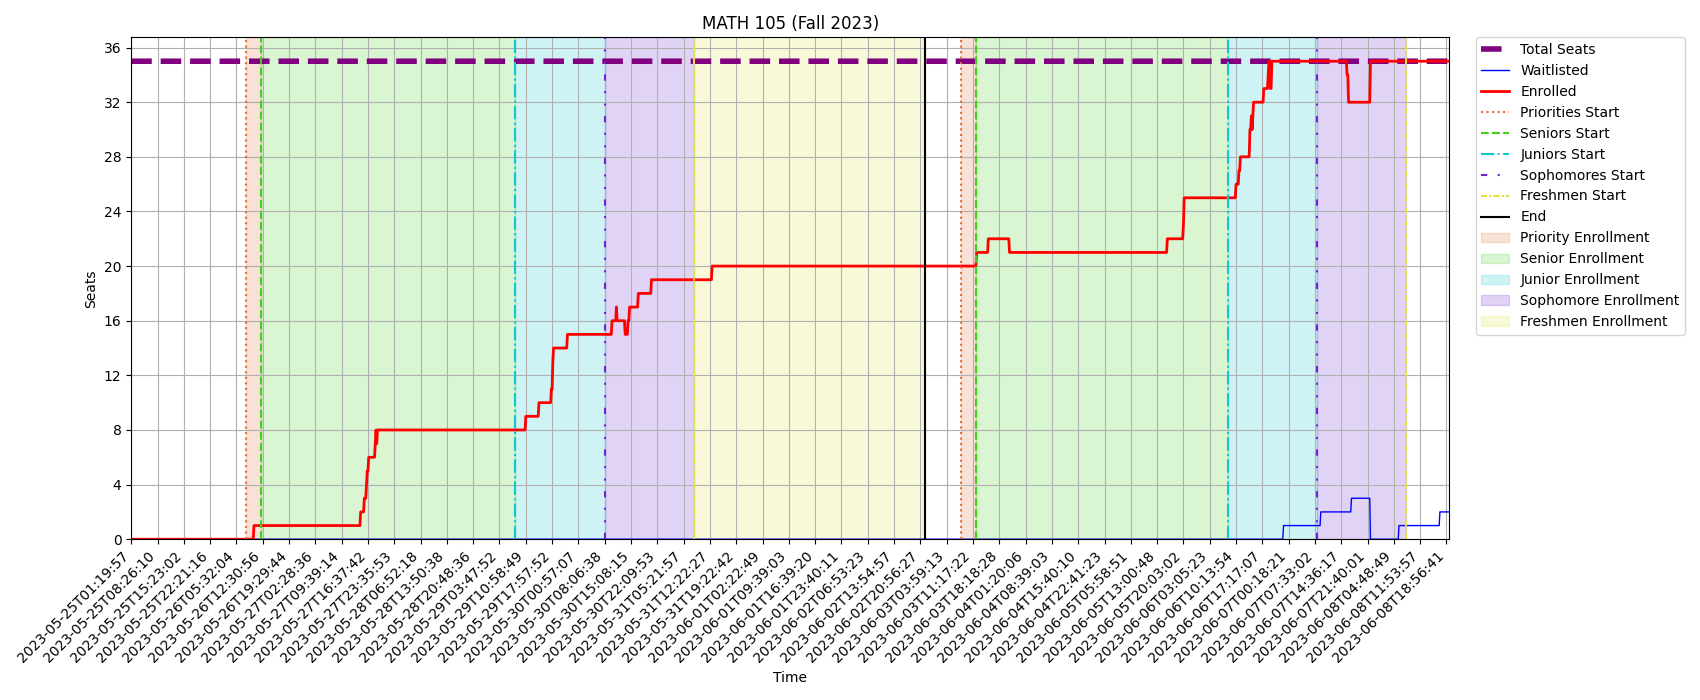 MATH 105 (Fall 2023)
36
32
28
24
20
16
12
8
4
0
Seats
2023-05-25T01:19:57
2023-05-25T08:26:10
2023-05-25T15:23:02
2023-05-25T22:21:16
2023-05-26T05:32:04
2023-05-26T12:30:56
2023-05-26T19:29:44
2023-05-27T02:28:36
2023-05-27T09:39:14
2023-05-27T16:37:42
2023-05-27T23:35:53
2023-05-28T06:52:18
2023-05-28T13:50:38
2023-05-28T20:48:36
2023-05-29T03:47:52
2023-05-29T10:58:49
2023-05-29T17:57:52
2023-05-30T00:57:07
2023-05-30T08:06:38
2023-05-30T15:08:15
2023-05-30T22:09:53
2023-05-31T05:21:57
2023-05-31T12:22:27
2023-05-31T19:22:42
2023-06-01T02:22:49
2023-06-01T09:39:03
2023-06-01T16:39:20
2023-06-01T23:40:11
2023-06-02T06:53:23
2023-06-02T13:54:57
2023-06-02T20:56:27
2023-06-03T03:59:13
2023-06-03T11:17:22
2023-06-03T18:18:28
2023-06-04T01:20:06
2023-06-04T08:39:03
2023-06-04T15:40:10
2023-06-04T22:41:23
2023-06-05T05:58:51
2023-06-05T13:00:48
2023-06-05T20:03:02
2023-06-06T03:05:23
2023-06-06T10:13:54
2023-06-06T17:17:07
2023-06-07T00:18:21
2023-06-07T07:33:02
2023-06-07T14:36:17
2023-06-07T21:40:01
2023-06-08T04:48:49
2023-06-08T11:53:57
2023-06-08T18:56:41
Time
Total Seats
Waitlisted
Enrolled
Priorities Start
Seniors Start
Juniors Start
Sophomores Start
Freshmen Start
End
Priority Enrollment
Senior Enrollment
Junior Enrollment
Sophomore Enrollment
Freshmen Enrollment